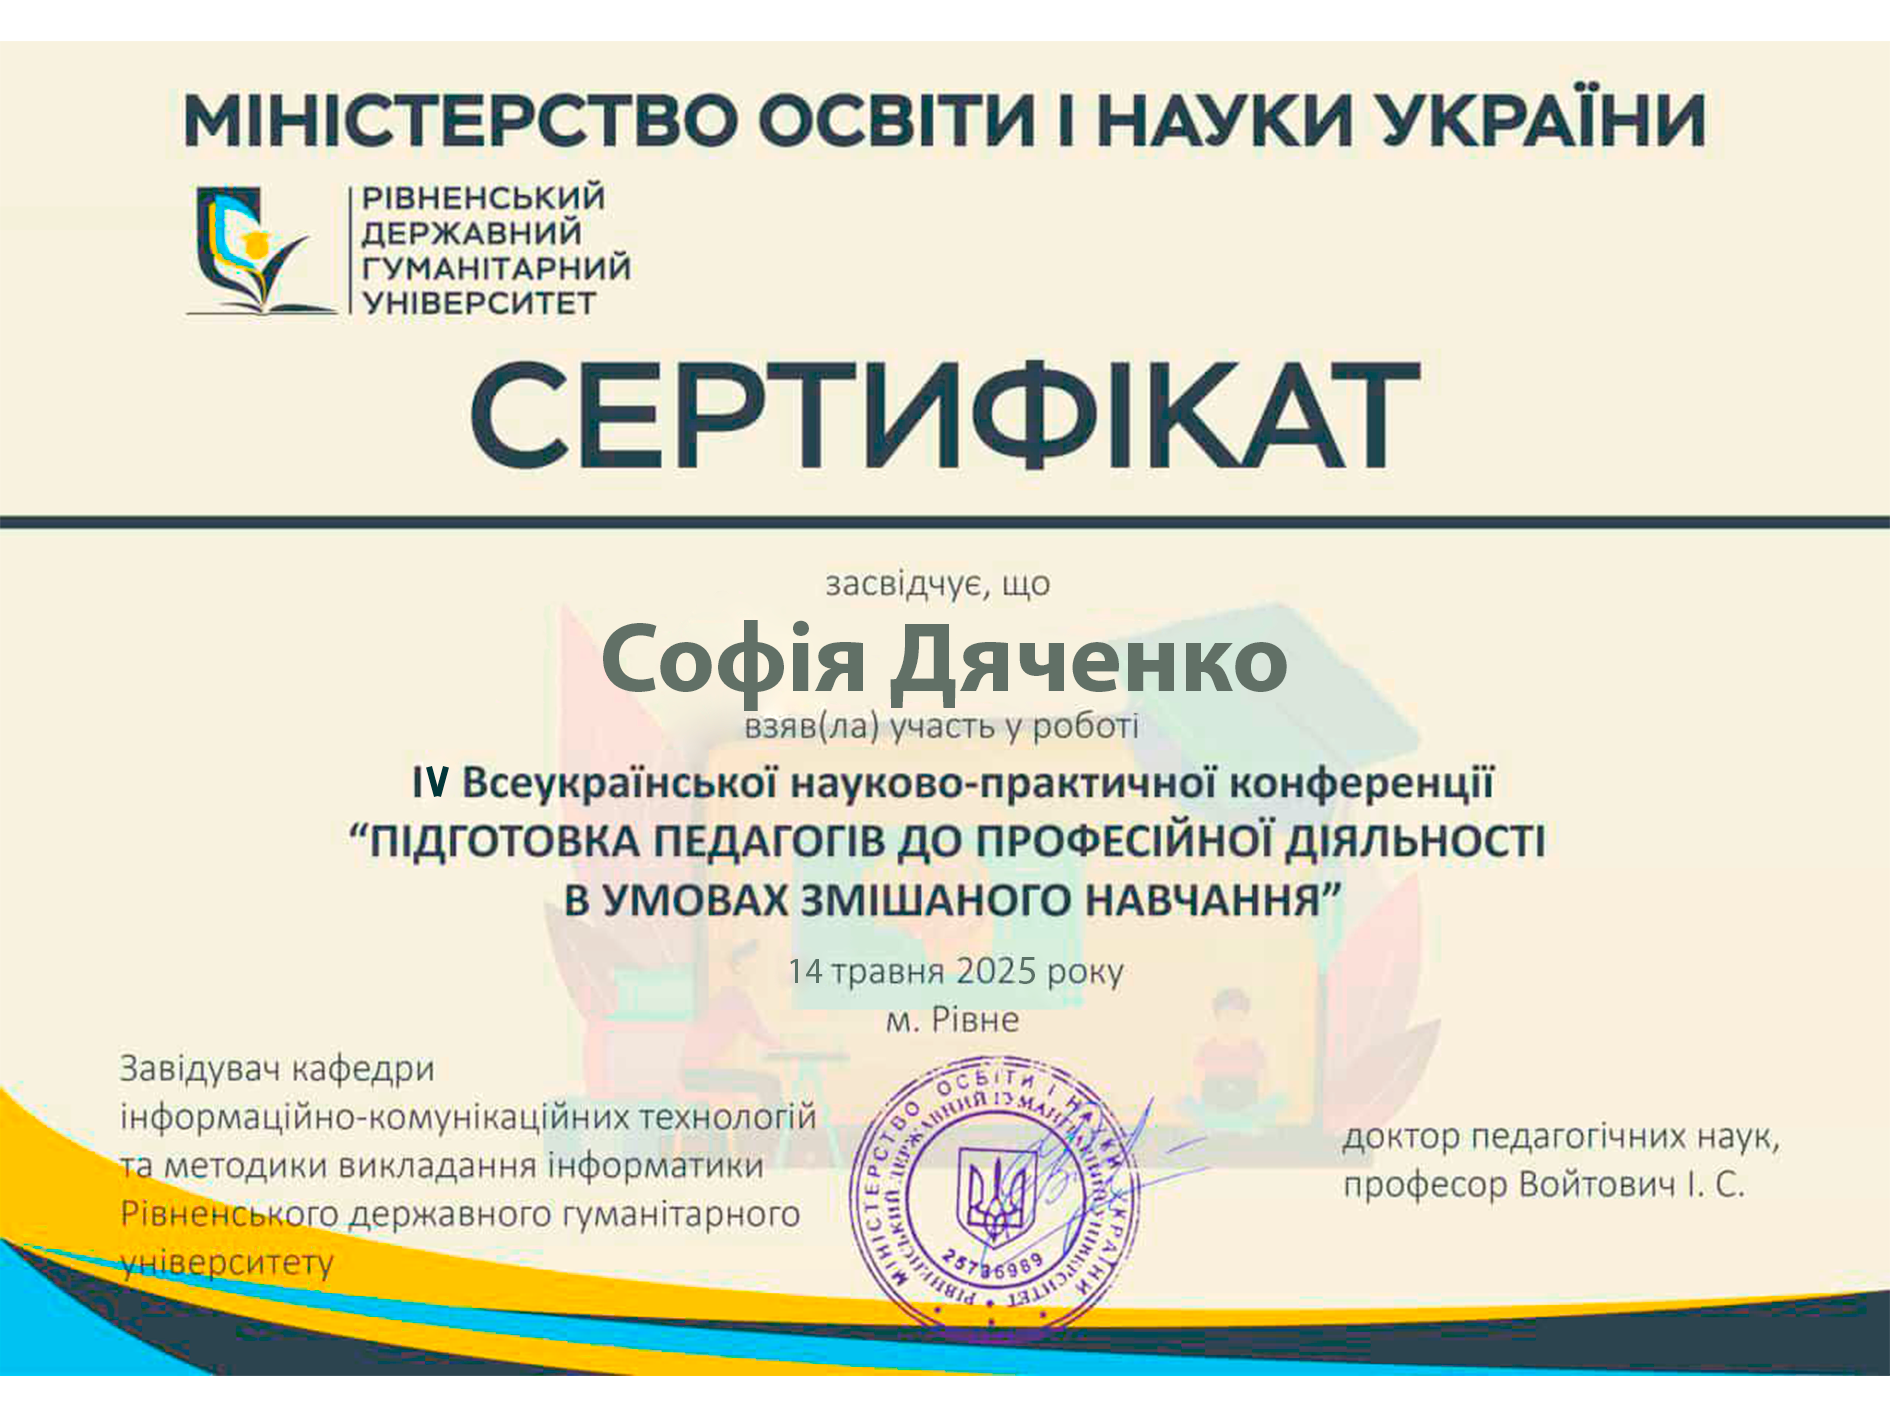 МІНІСТЕРСТВО ОСВІТИ І НАУКИ УКРАЇНИ
РІВНЕНСЬКИЙ
ДЕРЖАВНИЙ
ГУМАНІТАРНИЙ
УНІВЕРСИТЕТ
СЕРТИФІКАТ
засвідчує, що
Софія Дяченко
взяв(ла) участь у роботі
IV Всеукраїнської науково-практичної конференції
“ПІДГОТОВКА ПЕДАГОГІВ ДО ПРОФЕСІЙНОЇ ДІЯЛЬНОСТІ
В УМОВАХ ЗМІШАНОГО НАВЧАННЯ”
14 травня 2025 року
м. Рівне
Завідувач кафедри
інформаційно-комунікаційних технологій
та методики викладання інформатики
Рівненського державного гуманітарного
університету
МІНІСТЕРСТВО ОСВІТИ І НАУКИ УКРАЇНИ
РІВНЕНСЬКИЙ ДЕРЖАВНИЙ ГУМАНІТАРНИЙ УНІВЕРСИТЕТ
25736989
доктор педагогічних наук,
професор Войтович І. С.